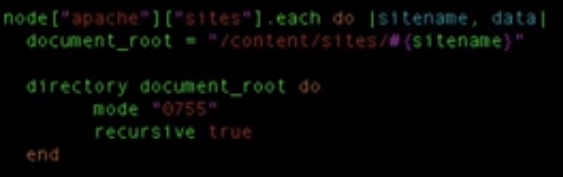 node["apache"]["sites"].each do |sitename, data|
  document_root = "/content/sites/#{sitename}"

  directory document_root do
        mode "0755"
        recursive true
  end